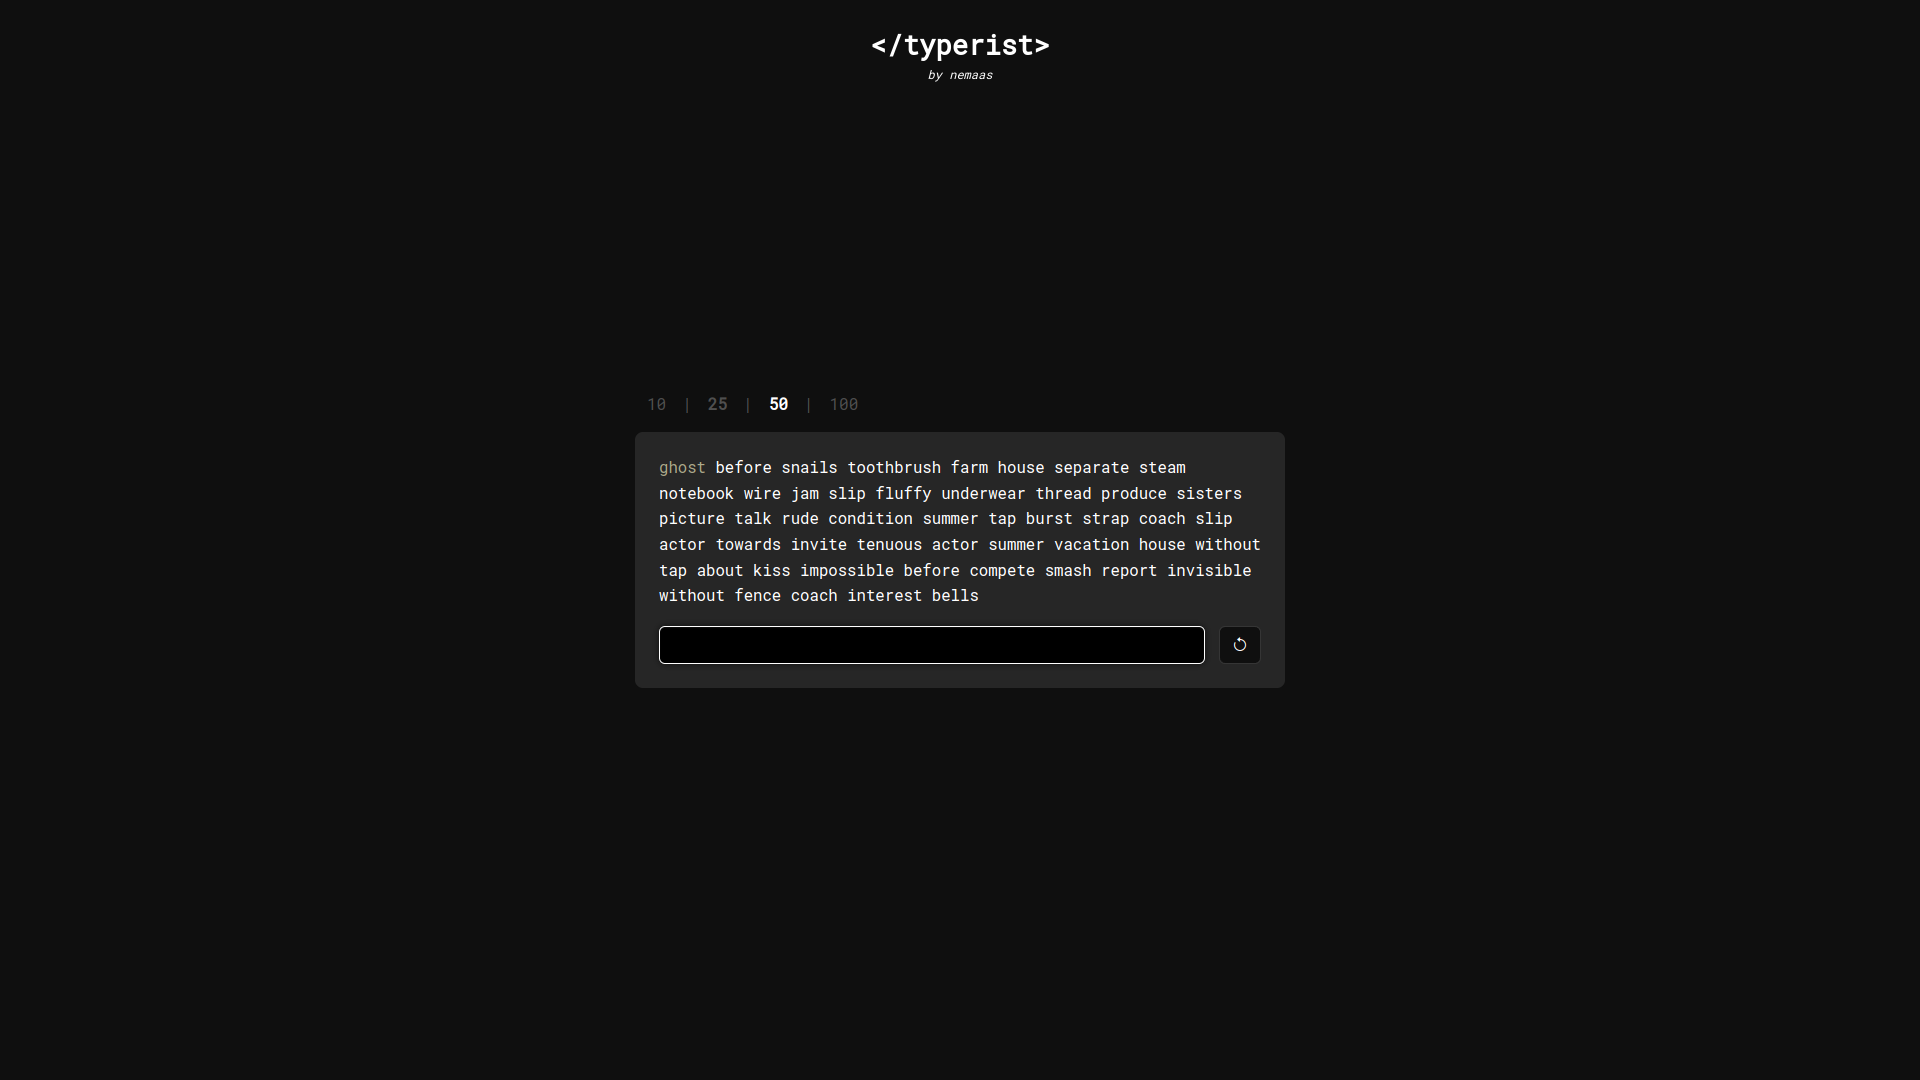 </typerist>
by nemaas
10 | 25 | 50 | 100
ghost before snails toothbrush farm house separate steam
notebook wire jam slip fluffy underwear thread produce sisters
picture talk rude condition summer tap burst strap coach slip
actor towards invite tenuous actor summer vacation house without
tap about kiss impossible before compete smash report invisible
without fence coach interest bells